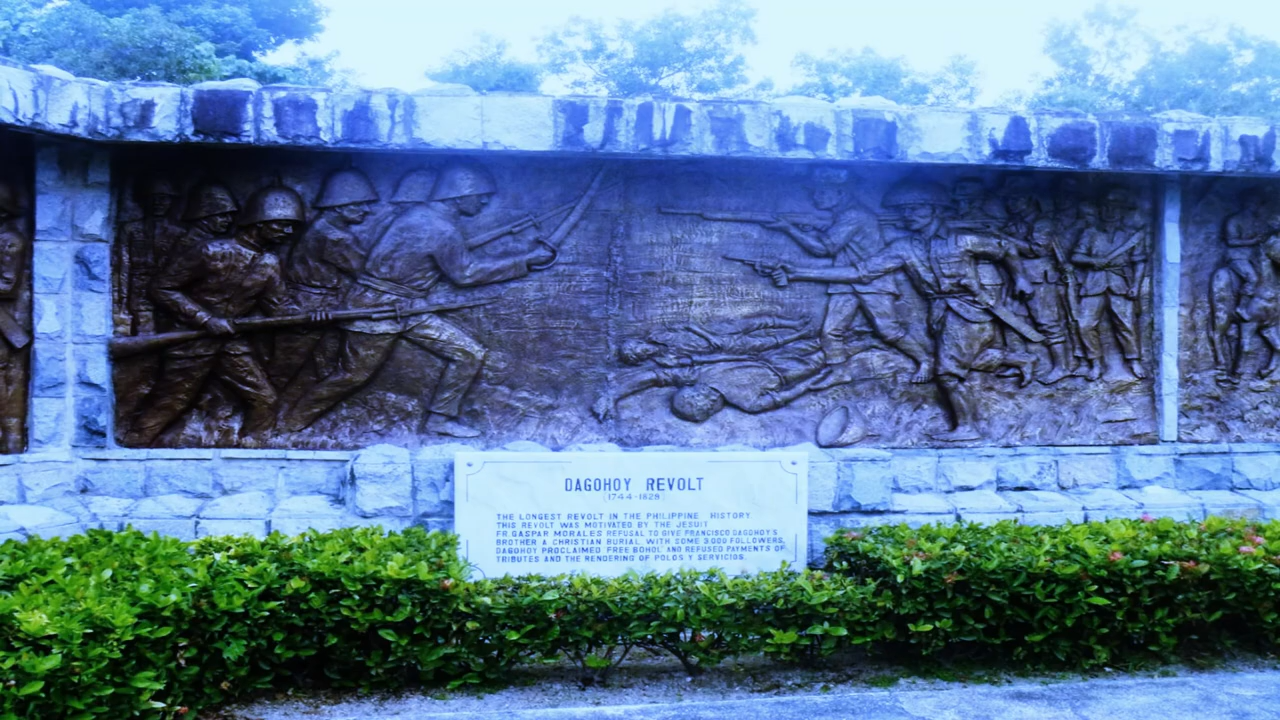 DAGOHOY REVOLT
(1744-1829)
THE LONGEST REVOLT IN THE PHILIPPINE HISTORY
THIS REVOLT WAS MOTIVATED BY THE JESUIT
FR. GASPAR MORALES REFUSAL TO GIVE FRANCISCO DAGOHOY'S
BROTHER A CHRISTIAN BURIAL. WITH SOME 3,000 FOLLOWERS,
DAGOHOY PROCLAIMED 'FREE BOHOL' AND REFUSED PAYMENTS OF
TRIBUTES AND THE RENDERING OF POLOS Y SERVICIOS.